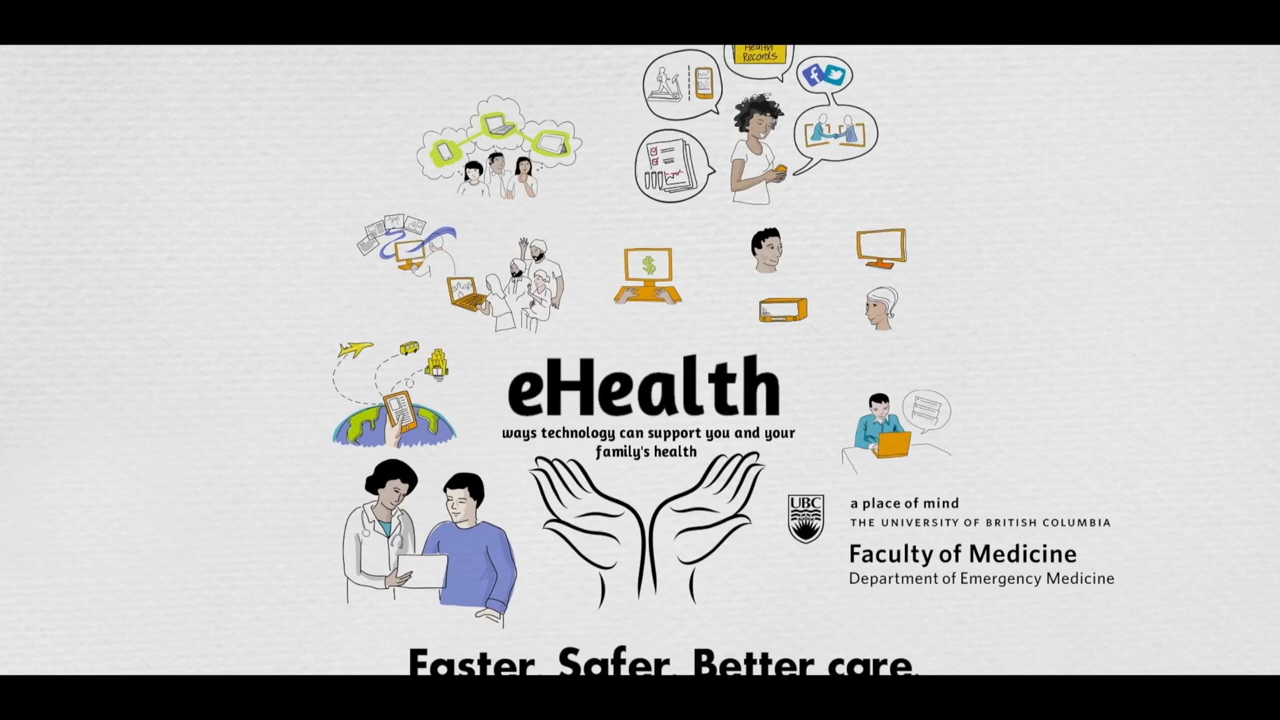 Health
Records
$
eHealth
ways technology can support you and your
family's health
UBC
a place of mind
THE UNIVERSITY OF BRITISH COLUMBIA
Faculty of Medicine
Department of Emergency Medicine
Faster. Safer. Better care.